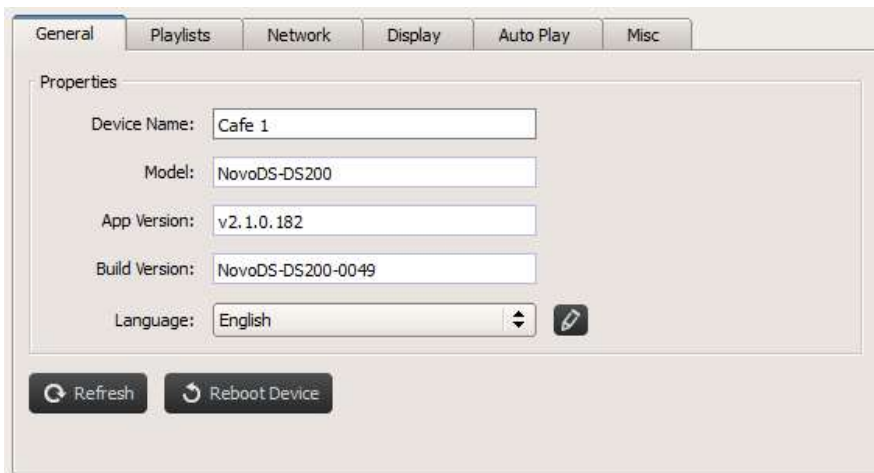 General Playlists Network Display Auto Play Misc
Properties
Device Name: Cafe 1
Model: NovoDS-DS200
App Version: v2.1.0.182
Build Version: NovoDS-DS200-0049
Language: English
Refresh Reboot Device